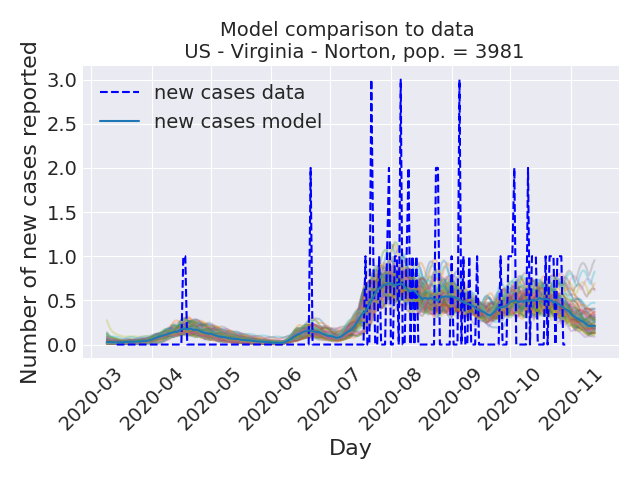 Model comparison to data
US - Virginia - Norton, pop. = 3981
Number of new cases reported
3.0
2.5
2.0
1.5
1.0
0.5
0.0
new cases data
new cases model
2020-03
2020-04
2020-05
2020-06
2020-07
2020-08
2020-09
2020-10
2020-11
Day